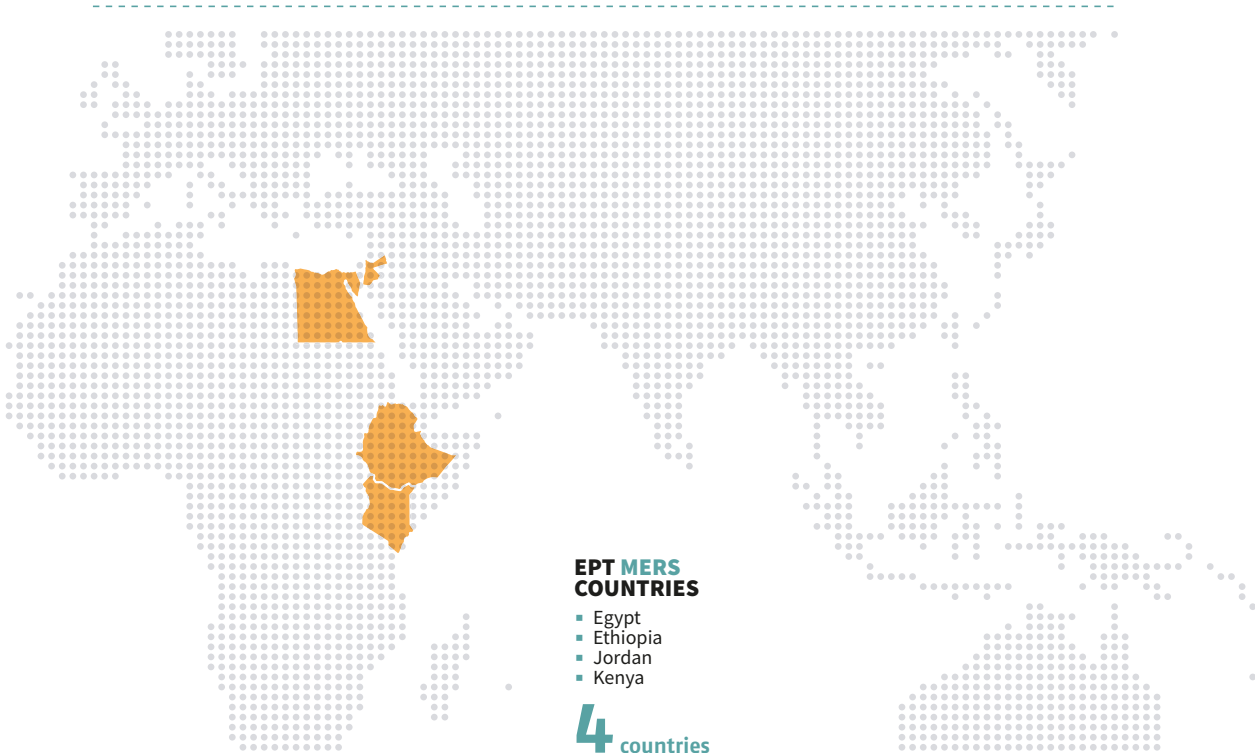 EPT MERS
COUNTRIES
▪ Egypt
▪ Ethiopia
▪ Jordan
▪ Kenya
4 countries